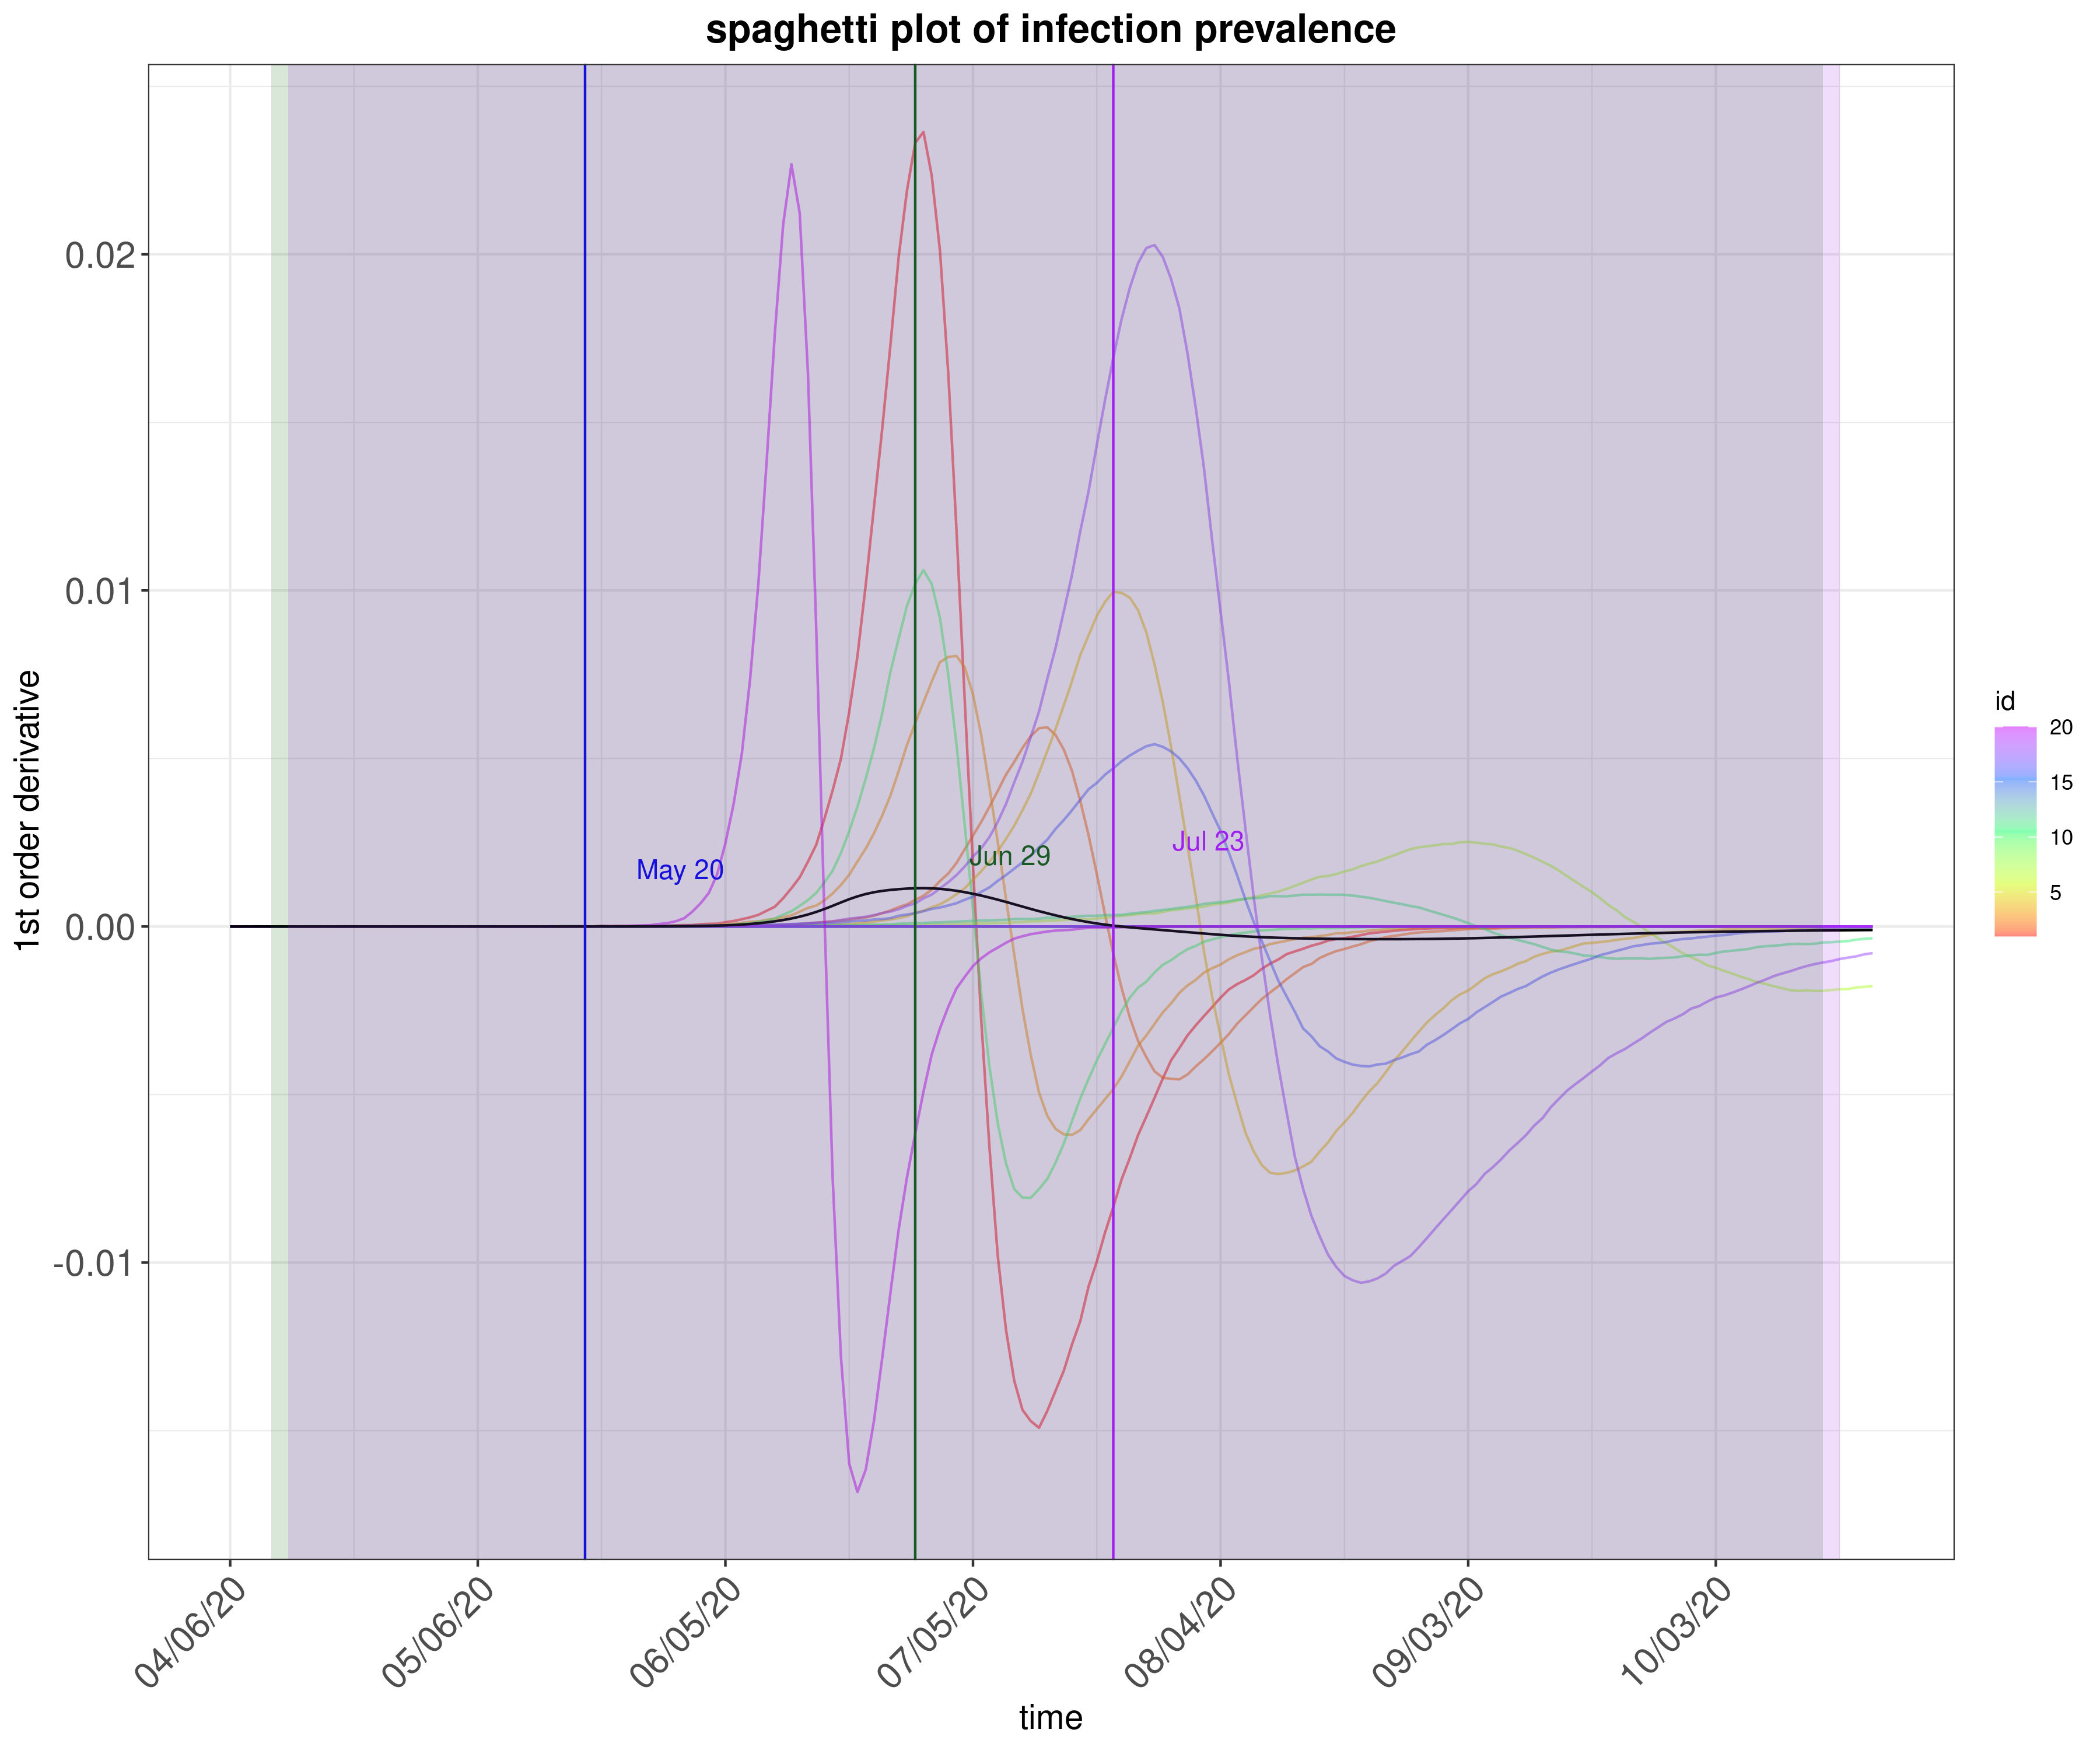 spaghetti plot of infection prevalence
1st order derivative
0.02
0.01
0.00
-0.01
May 20
Jun 29
Jul 23
04/06/20
05/06/20
06/05/20
07/05/20
08/04/20
09/03/20
10/03/20
time
id
20
15
10
5